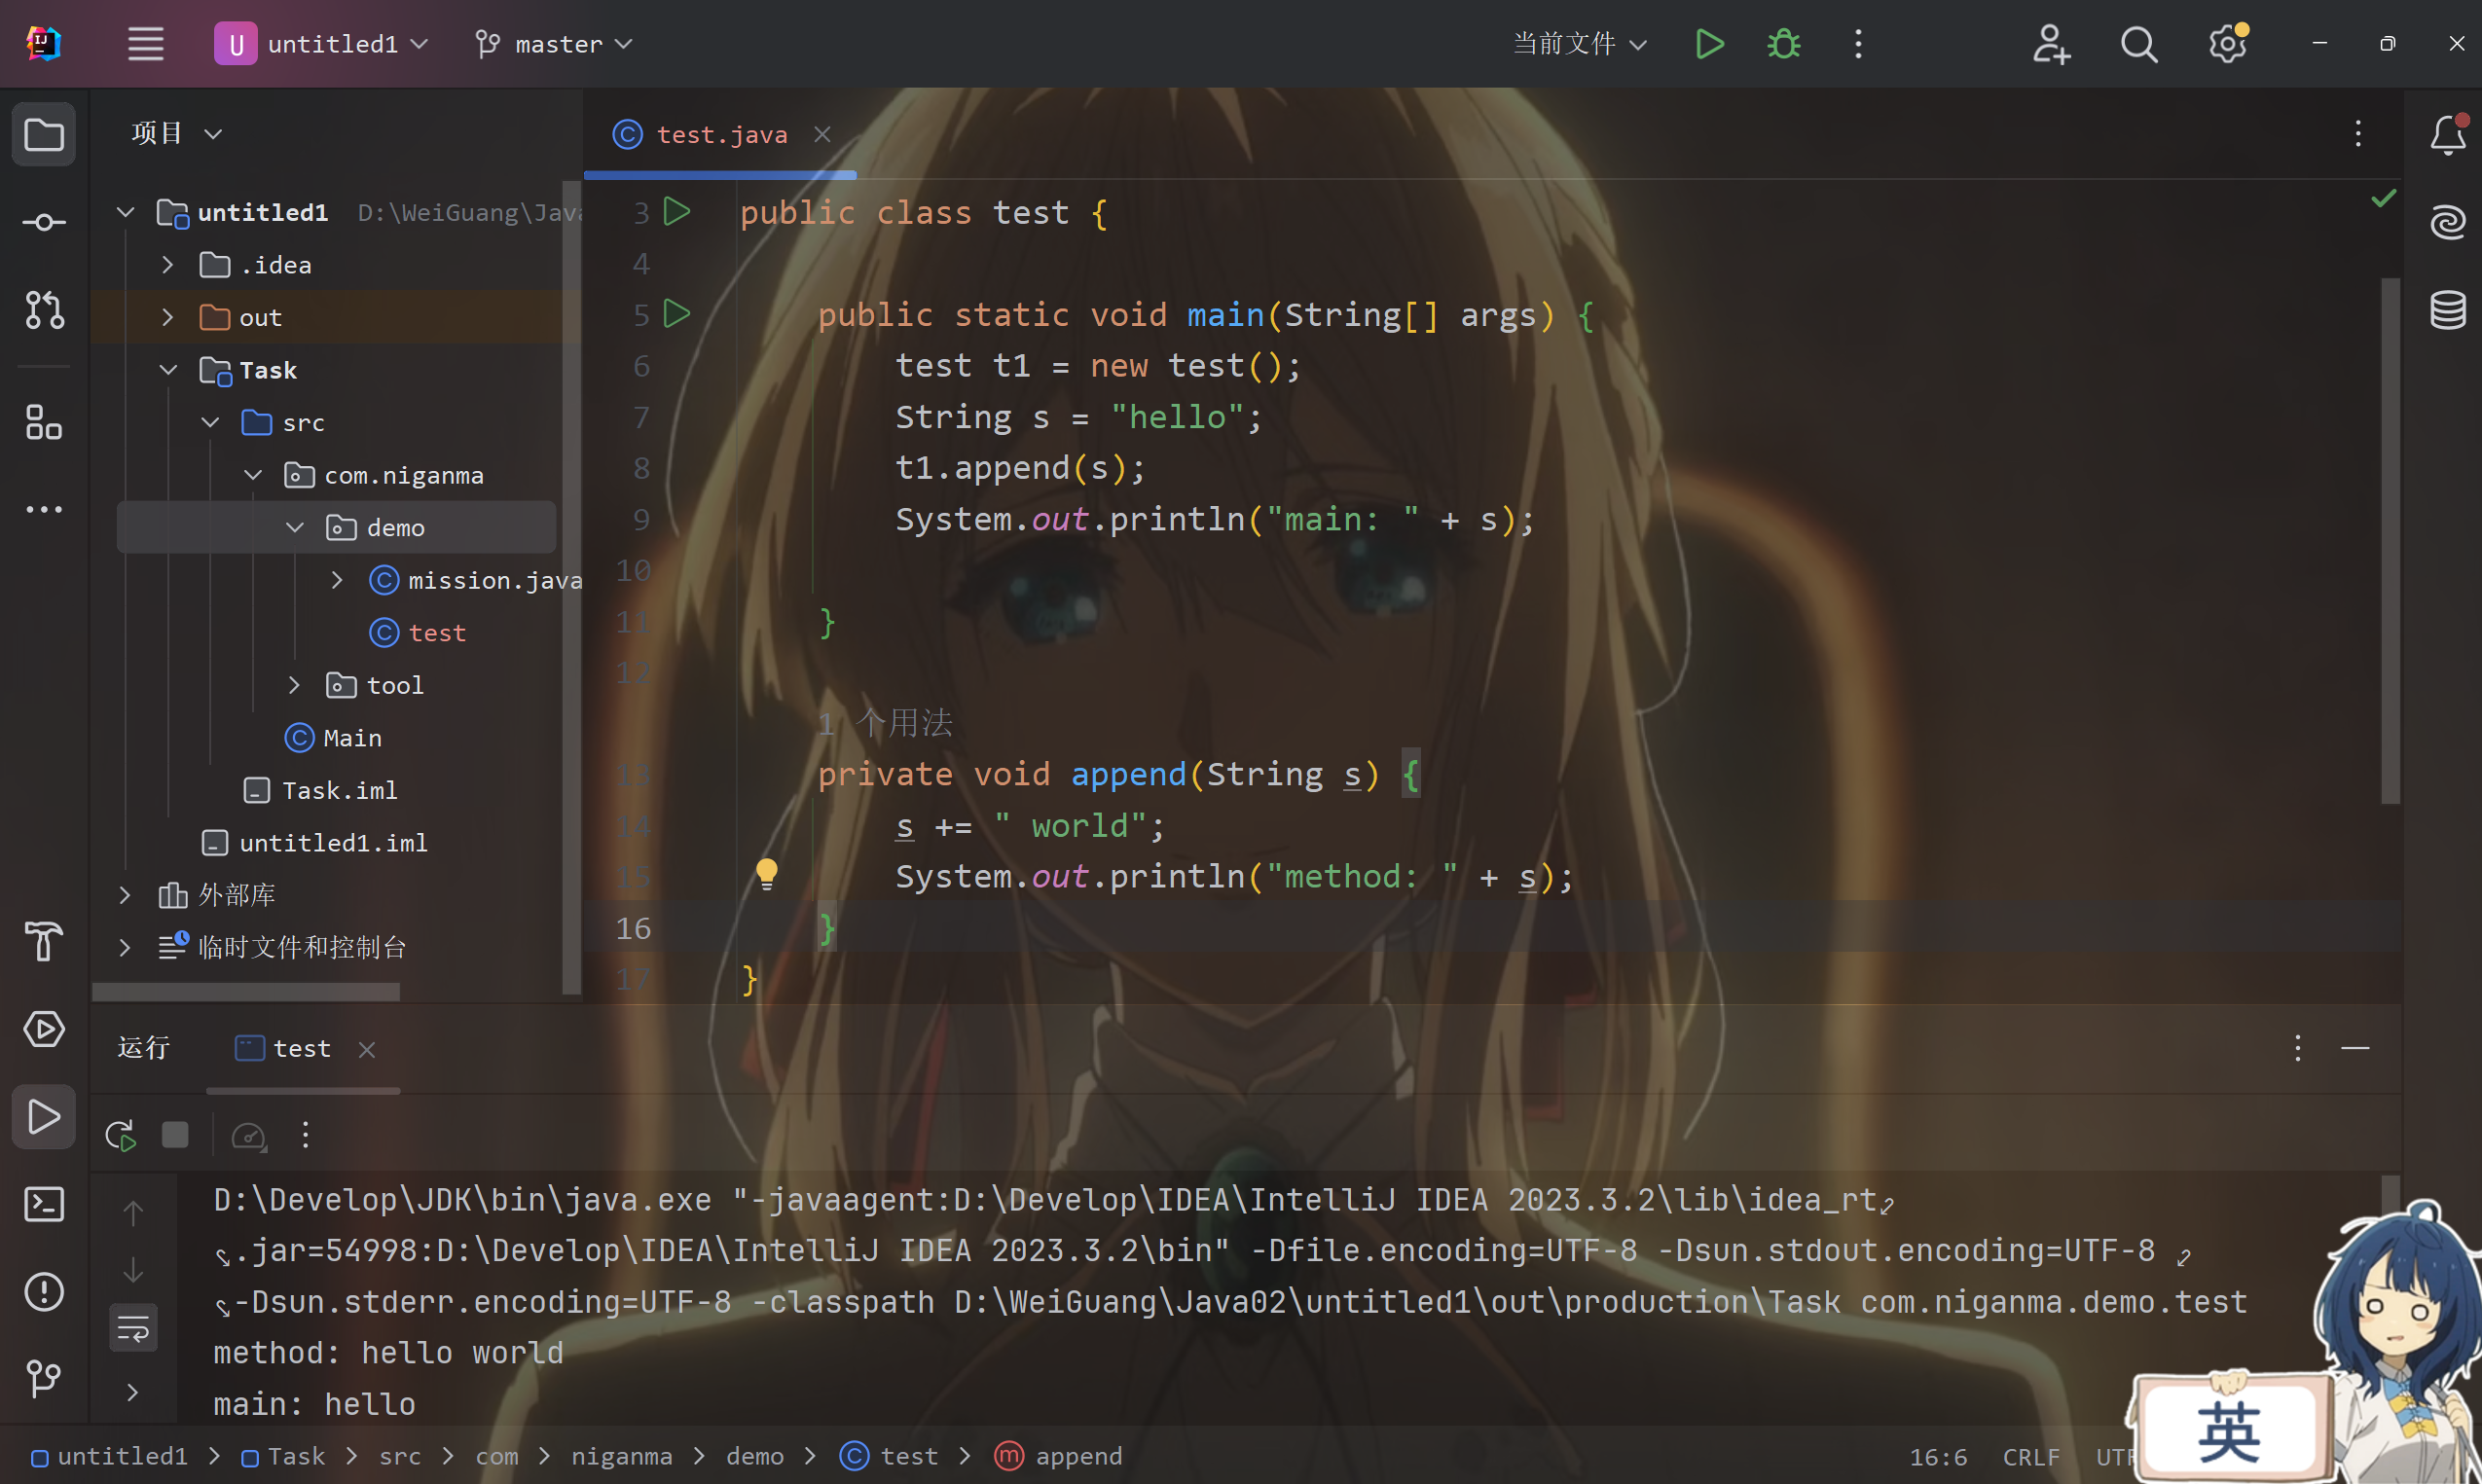 IJ
U untitled1 master 当前文件
项目
test.java
untitled1 D:\WeiGuang\Java
.idea
out
Task
src
com.niganma
demo
mission.java
test
tool
Main
Task.iml
untitled1.iml
外部库
临时文件和控制台
3 public class test {
4
5 public static void main(String[] args) {
6 test t1 = new test();
7 String s = "hello";
8 t1.append(s);
9 System.out.println("main: " + s);
10
11 }
12
1 个用法
13 private void append(String s) {
14 s += " world";
15 System.out.println("method: " + s);
16 }
17 }
运行 test
D:\Develop\JDK\bin\java.exe "-javaagent:D:\Develop\IDEA\IntelliJ IDEA 2023.3.2\lib\idea_rt
.jar=54998:D:\Develop\IDEA\IntelliJ IDEA 2023.3.2\bin" -Dfile.encoding=UTF-8 -Dsun.stdout.encoding=UTF-8
-Dsun.stderr.encoding=UTF-8 -classpath D:\WeiGuang\Java02\untitled1\out\production\Task com.niganma.demo.test
method: hello world
main: hello
untitled1 > Task > src > com > niganma > demo > test > append
16:6 CRLF UTF
英